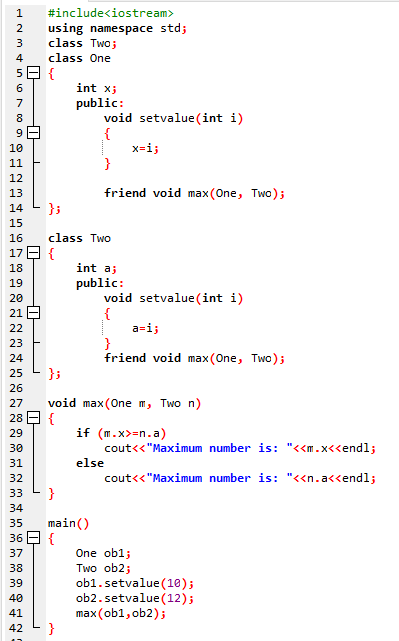 1 #include<iostream>
2 using namespace std;
3 class Two;
4 class One
5 {
6     int x;
7     public:
8         void setvalue(int i)
9         {
10             x=i;
11         }
12
13         friend void max(One, Two);
14 };
15
16 class Two
17 {
18     int a;
19     public:
20         void setvalue(int i)
21         {
22             a=i;
23         }
24         friend void max(One, Two);
25 };
26
27 void max(One m, Two n)
28 {
29     if (m.x>=n.a)
30         cout<<"Maximum number is: "<<m.x<<endl;
31     else
32         cout<<"Maximum number is: "<<n.a<<endl;
33 }
34
35 main()
36 {
37     One ob1;
38     Two ob2;
39     ob1.setvalue(10);
40     ob2.setvalue(12);
41     max(ob1,ob2);
42 }